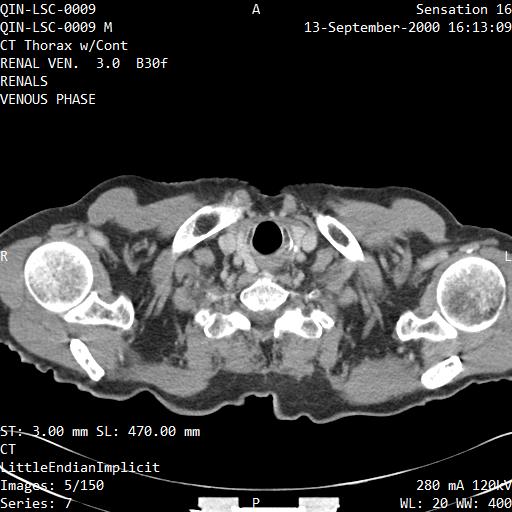 QIN-LSC-0009
A
Sensation 16
QIN-LSC-0009 M
13-September-2000 16:13:09
CT Thorax w/Cont
RENAL VEN. 3.0 B30f
RENALS
VENOUS PHASE
R
L
ST: 3.00 mm SL: 470.00 mm
CT
LittleEndianImplicit
Images: 5/150
280 mA 120kV
Series: 7
P
WL: 20 WW: 400